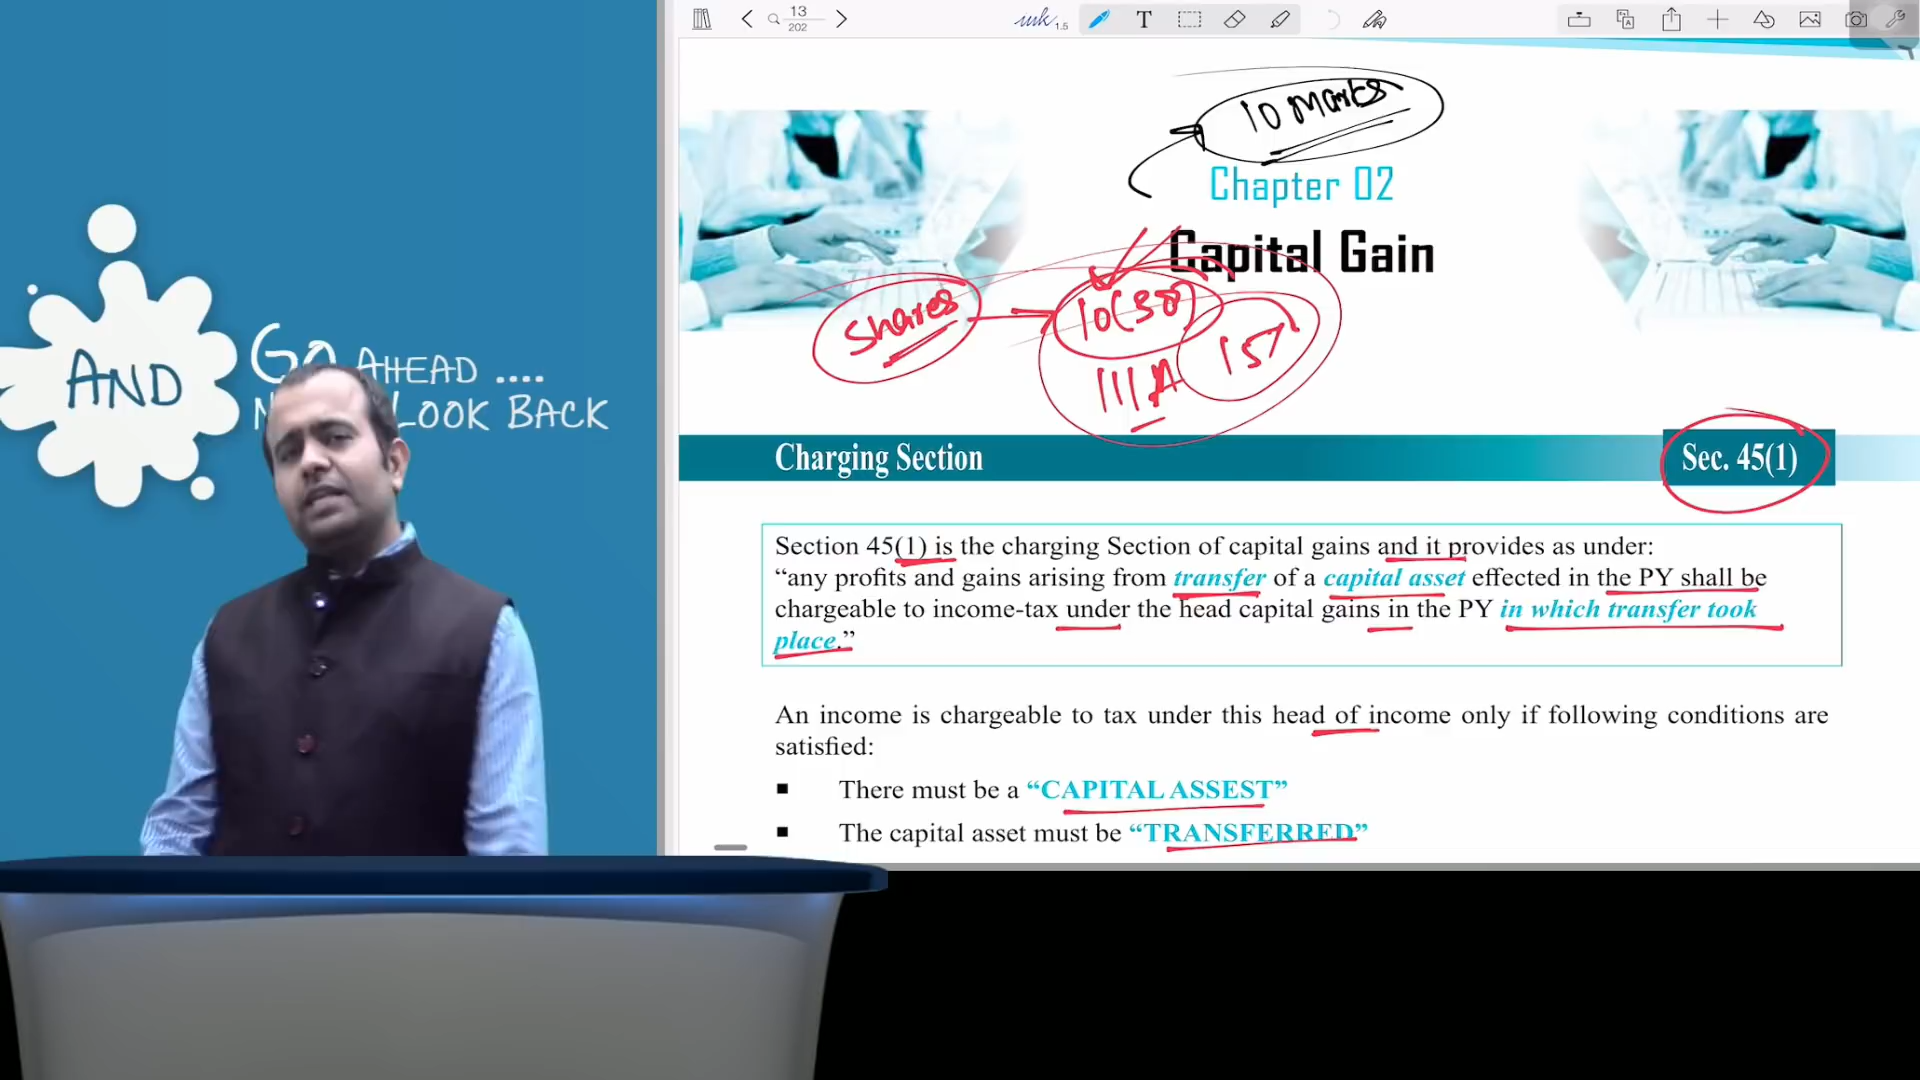 13
202
ink 1.5
T
10 Marks
Chapter 02
Capital Gain
Shares
10(38)
111A
15%
AND
GO AHEAD ....
LOOK BACK
Charging Section
Sec. 45(1)
Section 45(1) is the charging Section of capital gains and it provides as under:
“any profits and gains arising from transfer of a capital asset effected in the PY shall be
chargeable to income-tax under the head capital gains in the PY in which transfer took
place.”
An income is chargeable to tax under this head of income only if following conditions are
satisfied:
▪ There must be a “CAPITAL ASSEST”
▪ The capital asset must be “TRANSFERRED”